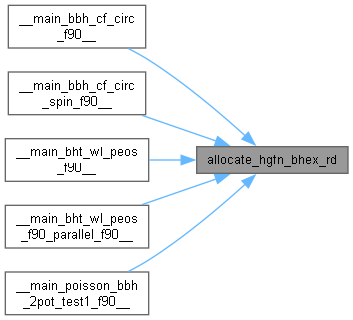 __main_bbh_cf_circ
_f90__
__main_bbh_cf_circ
_spin_f90__
__main_bht_wl_peos
_f90__
allocate_hgfn_bhex_rd
__main_bht_wl_peos
_f90_parallel_f90__
__main_poisson_bbh
_2pot_test1_f90__